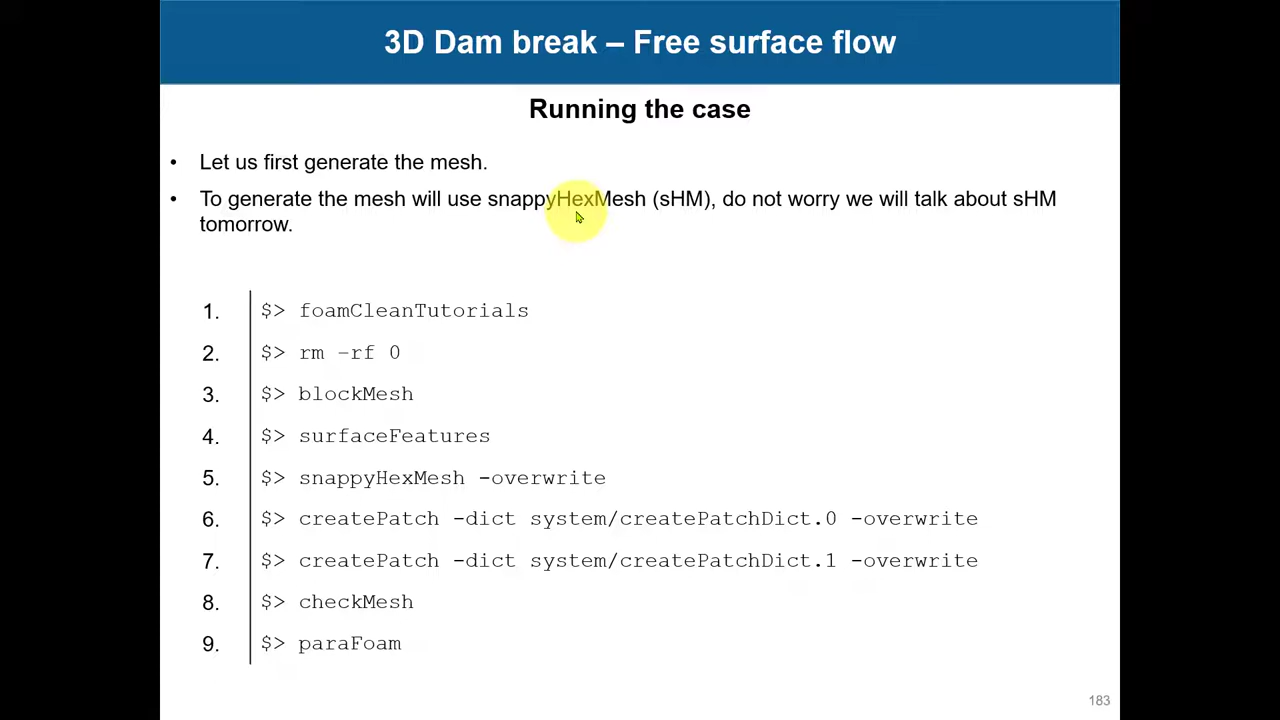 3D Dam break – Free surface flow
Running the case
• Let us first generate the mesh.
• To generate the mesh will use snappyHexMesh (sHM), do not worry we will talk about sHM
tomorrow.
1. $> foamCleanTutorials
2. $> rm –rf 0
3. $> blockMesh
4. $> surfaceFeatures
5. $> snappyHexMesh -overwrite
6. $> createPatch -dict system/createPatchDict.0 -overwrite
7. $> createPatch -dict system/createPatchDict.1 -overwrite
8. $> checkMesh
9. $> paraFoam
183